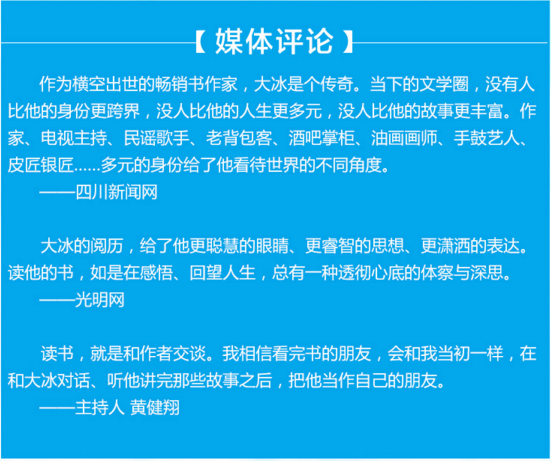 【媒体评论】
作为横空出世的畅销书作家，大冰是个传奇。当下的文学圈，没有人
比他的身份更跨界，没人比他的人生更多元，没人比他的故事更丰富。作
家、电视主持、民谣歌手、老背包客、酒吧掌柜、油画画师、手鼓艺人、
皮匠银匠......多元的身份给了他看待世界的不同角度。
——四川新闻网
大冰的阅历，给了他更聪慧的眼睛、更睿智的思想、更潇洒的表达。
读他的书，如是在感悟、回望人生，总有一种透彻心底的体察与深思。
——光明网
读书，就是和作者交谈。我相信看完书的朋友，会和我当初一样，在
和大冰对话、听他讲完那些故事之后，把他当作自己的朋友。
——主持人 黄健翔